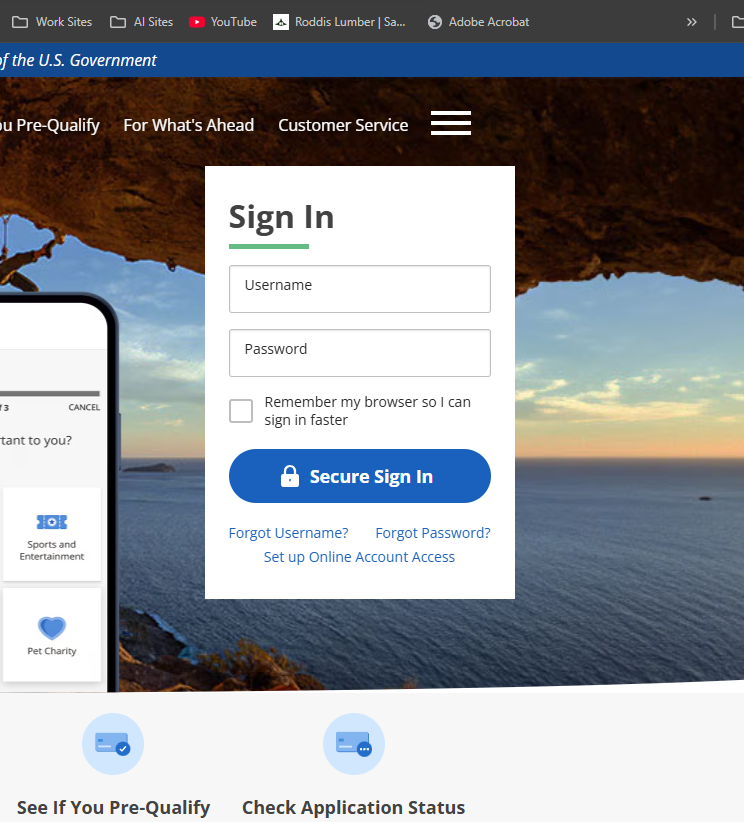 Work Sites
AI Sites
YouTube
Roddis Lumber | Sa...
Adobe Acrobat
of the U.S. Government
Pre-Qualify
For What's Ahead
Customer Service
Sign In
Username
Password
Remember my browser so I can
sign in faster
Secure Sign In
Forgot Username?
Forgot Password?
Set up Online Account Access
3
CANCEL
to you?
Sports and
Entertainment
Pet Charity
See If You Pre-Qualify
Check Application Status